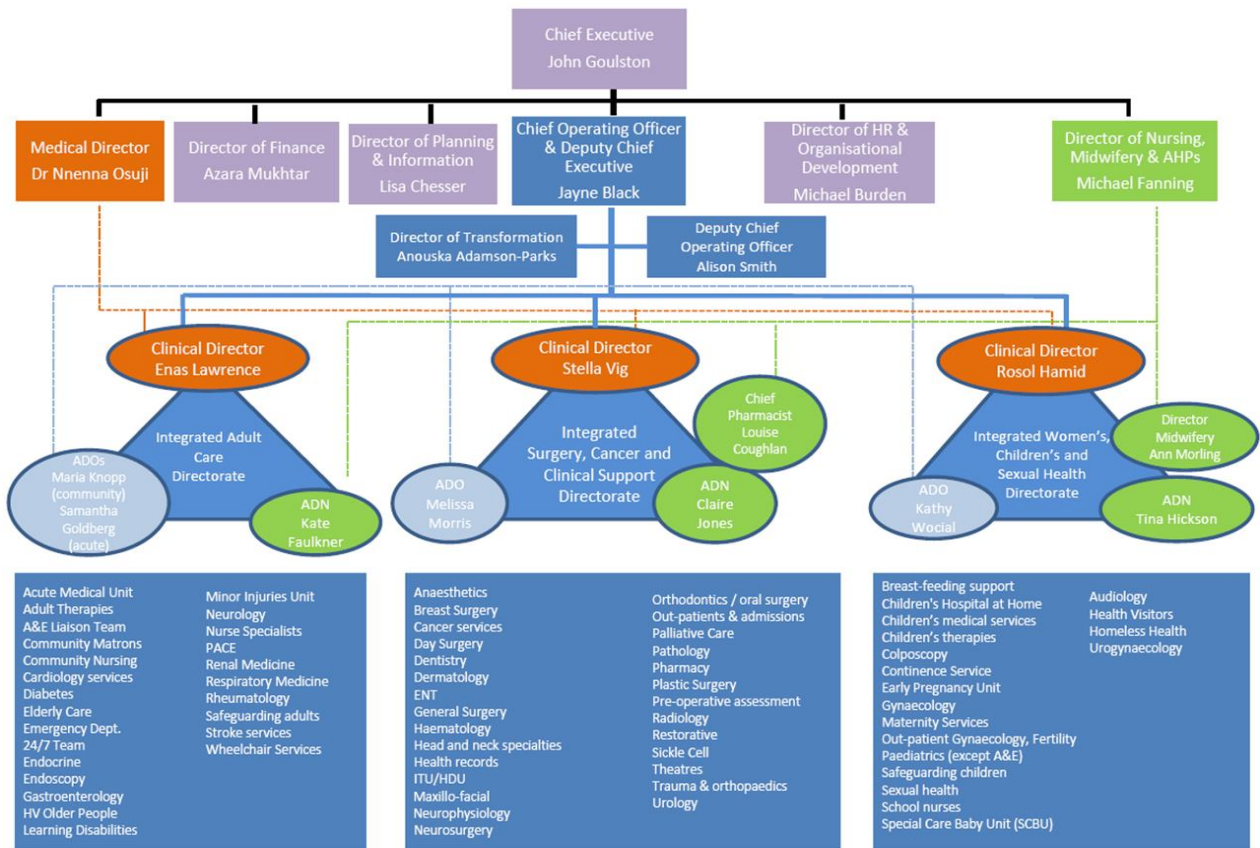 Chief Executive
John Goulston
Medical Director
Dr Nnenna Osuji
Director of Finance
Azara Mukhtar
Director of Planning
& Information
Lisa Chesser
Chief Operating Officer
& Deputy Chief
Executive
Jayne Black
Director of HR &
Organisational
Development
Michael Burden
Director of Nursing,
Midwifery & AHPs
Michael Fanning
Director of Transformation
Anouska Adamson-Parks
Deputy Chief
Operating Officer
Alison Smith
Clinical Director
Enas Lawrence
Integrated Adult
Care
Directorate
ADOs
Maria Knopp
(community)
Samantha
Goldberg
(acute)
ADN
Kate
Faulkner
Clinical Director
Stella Vig
Chief
Pharmacist
Louise
Coughlan
Integrated
Surgery, Cancer and
Clinical Support
Directorate
ADO
Melissa
Morris
ADN
Claire
Jones
Clinical Director
Rosol Hamid
Director
Midwifery
Ann Morling
Integrated Women's,
Children's and
Sexual Health
Directorate
ADO
Kathy
Wocial
ADN
Tina Hickson
Acute Medical Unit
Adult Therapies
A&E Liaison Team
Community Matrons
Community Nursing
Cardiology services
Diabetes
Elderly Care
Emergency Dept.
24/7 Team
Endocrine
Endoscopy
Gastroenterology
HV Older People
Learning Disabilities
Minor Injuries Unit
Neurology
Nurse Specialists
PACE
Renal Medicine
Respiratory Medicine
Rheumatology
Safeguarding adults
Stroke services
Wheelchair Services
Anaesthetics
Breast Surgery
Cancer services
Day Surgery
Dentistry
Dermatology
ENT
General Surgery
Haematology
Head and neck specialties
Health records
ITU/HDU
Maxillo-facial
Neurophysiology
Neurosurgery
Orthodontics / oral surgery
Out-patients & admissions
Palliative Care
Pathology
Pharmacy
Plastic Surgery
Pre-operative assessment
Radiology
Restorative
Sickle Cell
Theatres
Trauma & orthopaedics
Urology
Breast-feeding support
Children's Hospital at Home
Children's medical services
Children's therapies
Colposcopy
Continence Service
Early Pregnancy Unit
Gynaecology
Maternity Services
Out-patient Gynaecology, Fertility
Paediatrics (except A&E)
Safeguarding children
Sexual health
School nurses
Special Care Baby Unit (SCBU)
Audiology
Health Visitors
Homeless Health
Urogynaecology